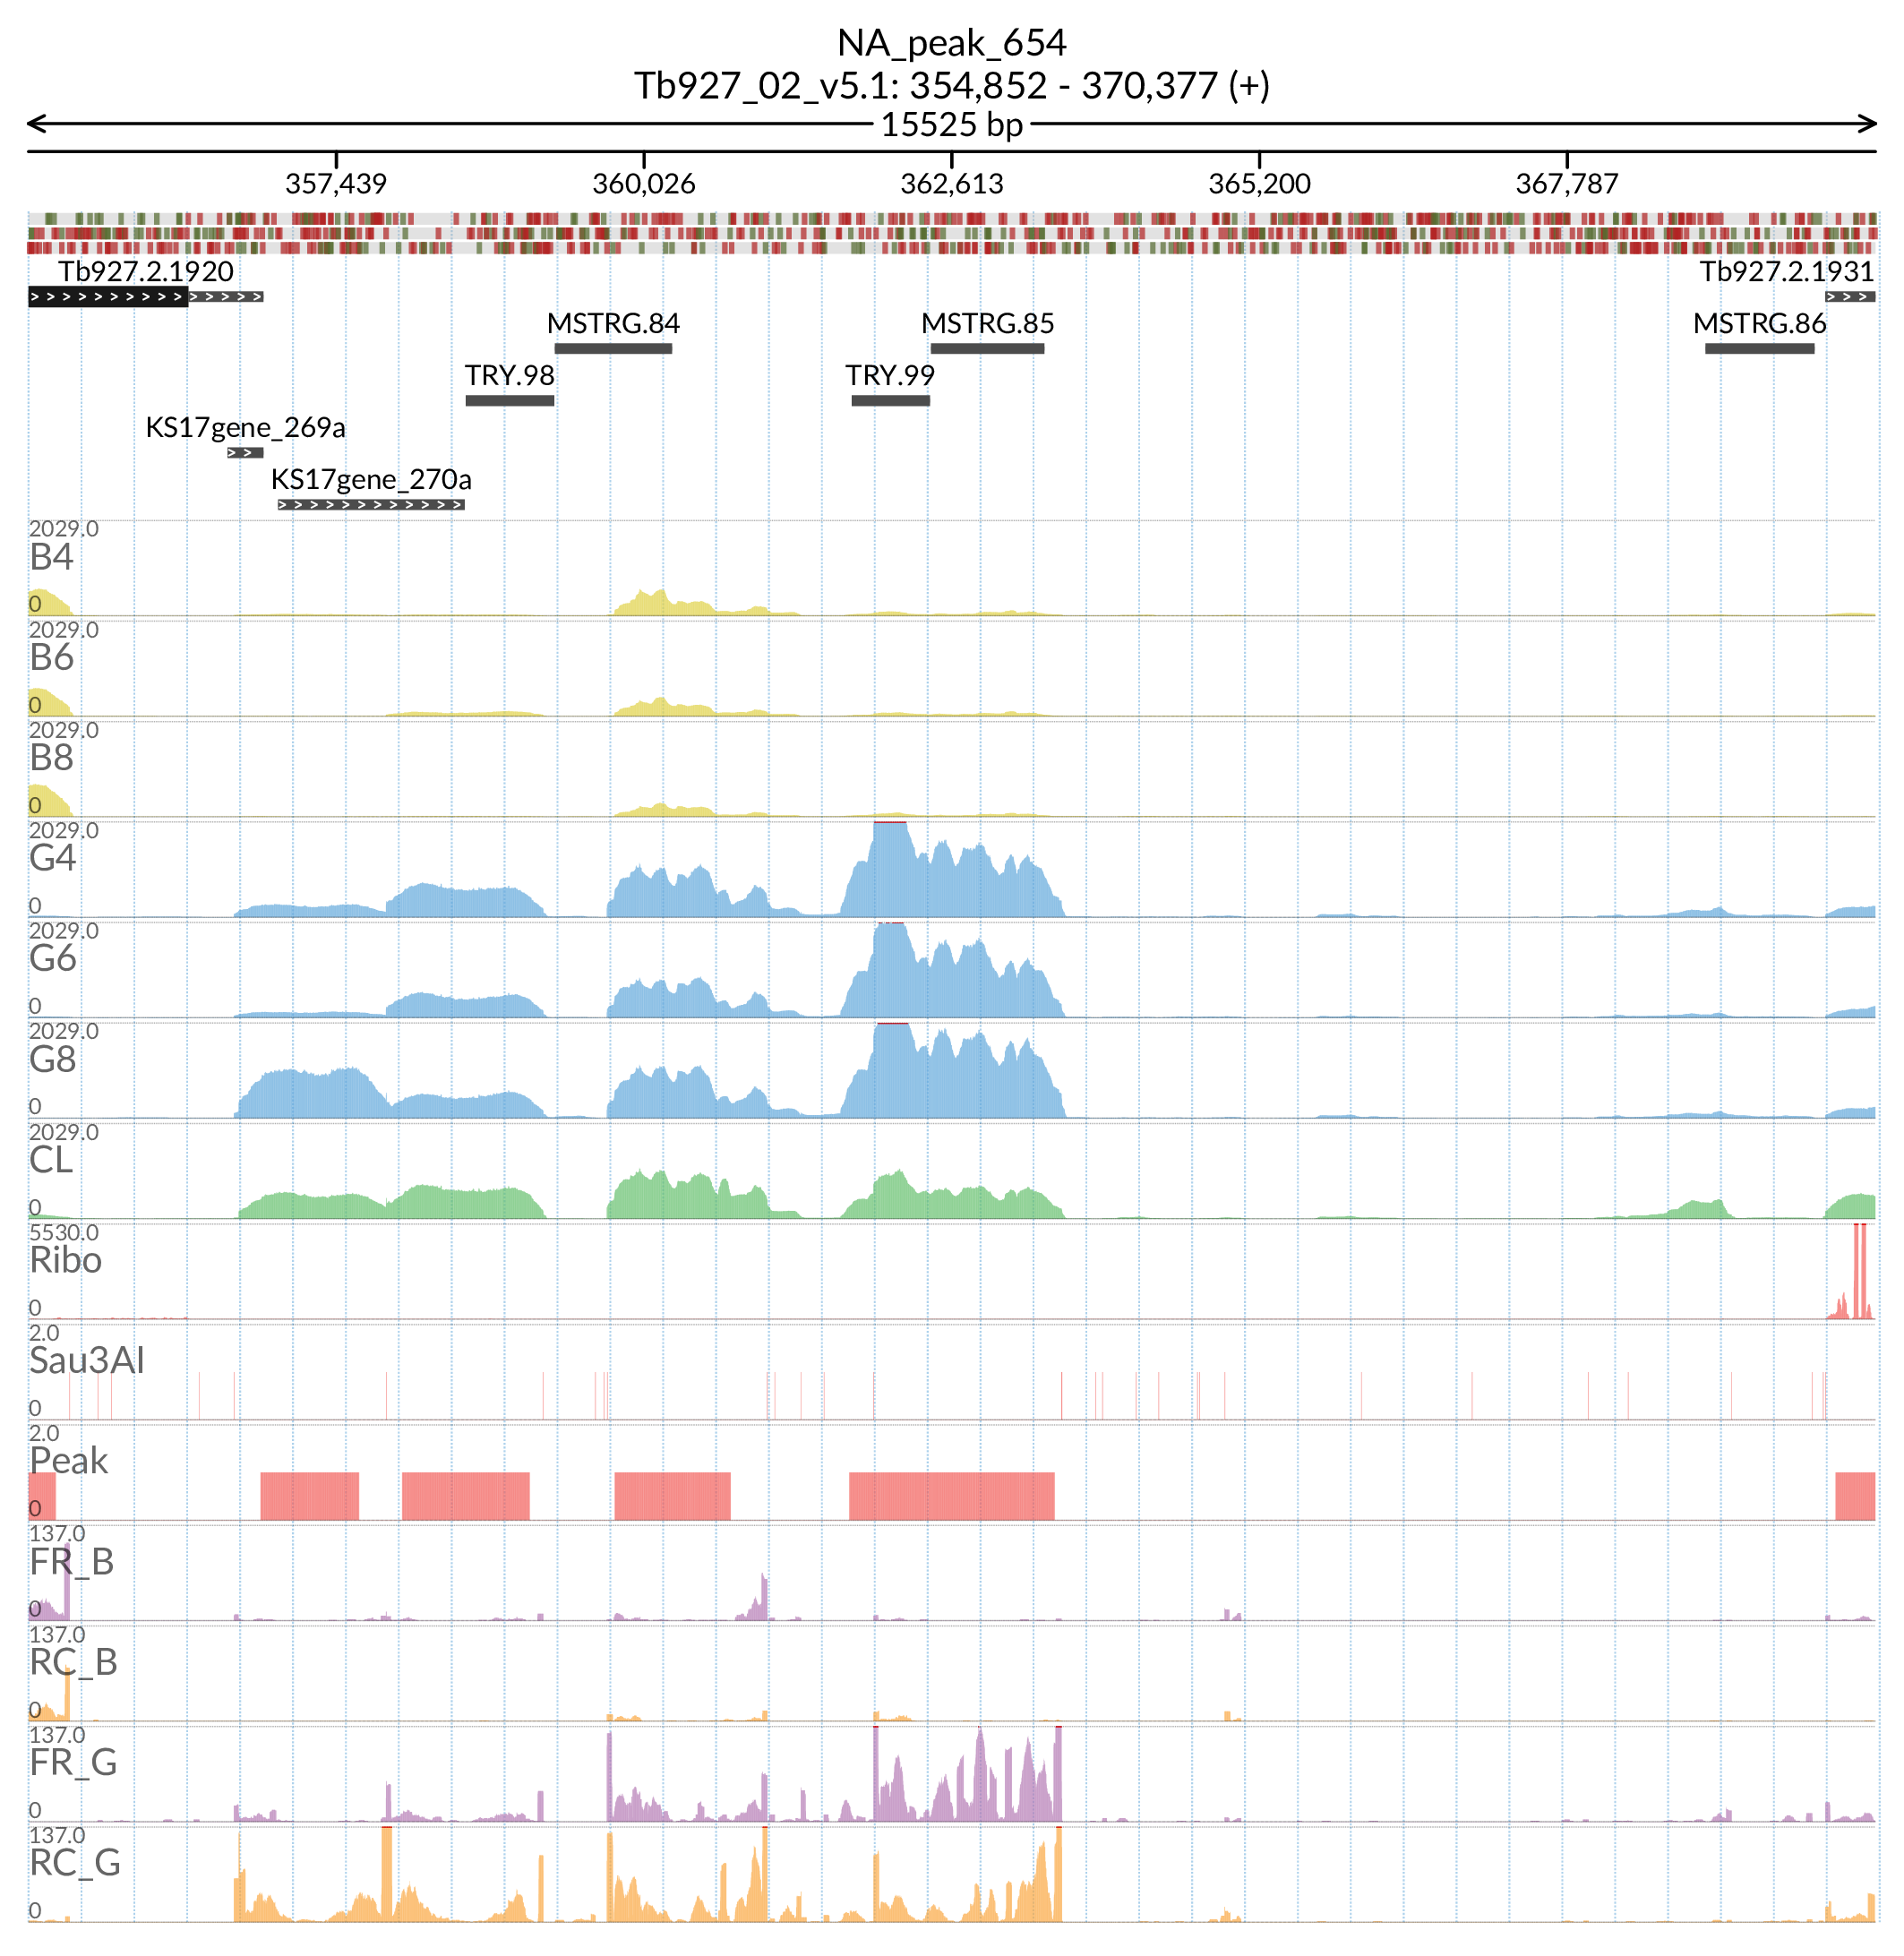 NA_peak_654
Tb927_02_v5.1: 354,852 - 370,377 (+)
15525 bp
357,439 360,026 362,613 365,200 367,787
Tb927.2.1920 Tb927.2.1931
MSTRG.84 MSTRG.85 MSTRG.86
TRY.98 TRY.99
KS17gene_269a
KS17gene_270a
2029.0
B4
0
2029.0
B6
0
2029.0
B8
0
2029.0
G4
0
2029.0
G6
0
2029.0
G8
0
2029.0
CL
0
5530.0
Ribo
0
2.0
Sau3AI
0
2.0
Peak
0
137.0
FR_B
0
137.0
RC_B
0
137.0
FR_G
0
137.0
RC_G
0